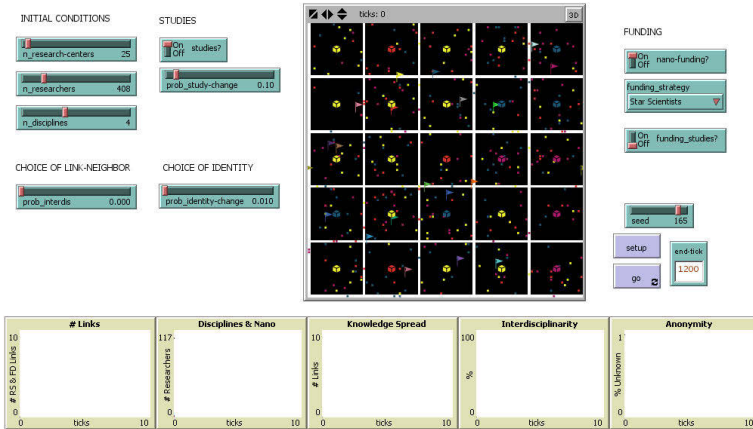 INITIAL CONDITIONS
n_research-centers 25
n_researchers 408
n_disciplines 4
CHOICE OF LINK-NEIGHBOR
prob_interdis 0.000
STUDIES
On
Off studies?
prob_study-change 0.10
CHOICE OF IDENTITY
prob_identity-change 0.010
ticks: 0 3D
FUNDING
On
Off nano-funding?
funding_strategy
Star Scientists
On
Off funding_studies?
seed 165
setup
go
end-tick
1200
# Links
10
# RS & FD Links
0
0 ticks 10
Disciplines & Nano
117
# Researchers
0
0 ticks 10
Knowledge Spread
10
# Links
0
0 ticks 10
Interdisciplinarity
100
%
0
0 ticks 10
Anonymity
1
% Unknown
0
0 ticks 10